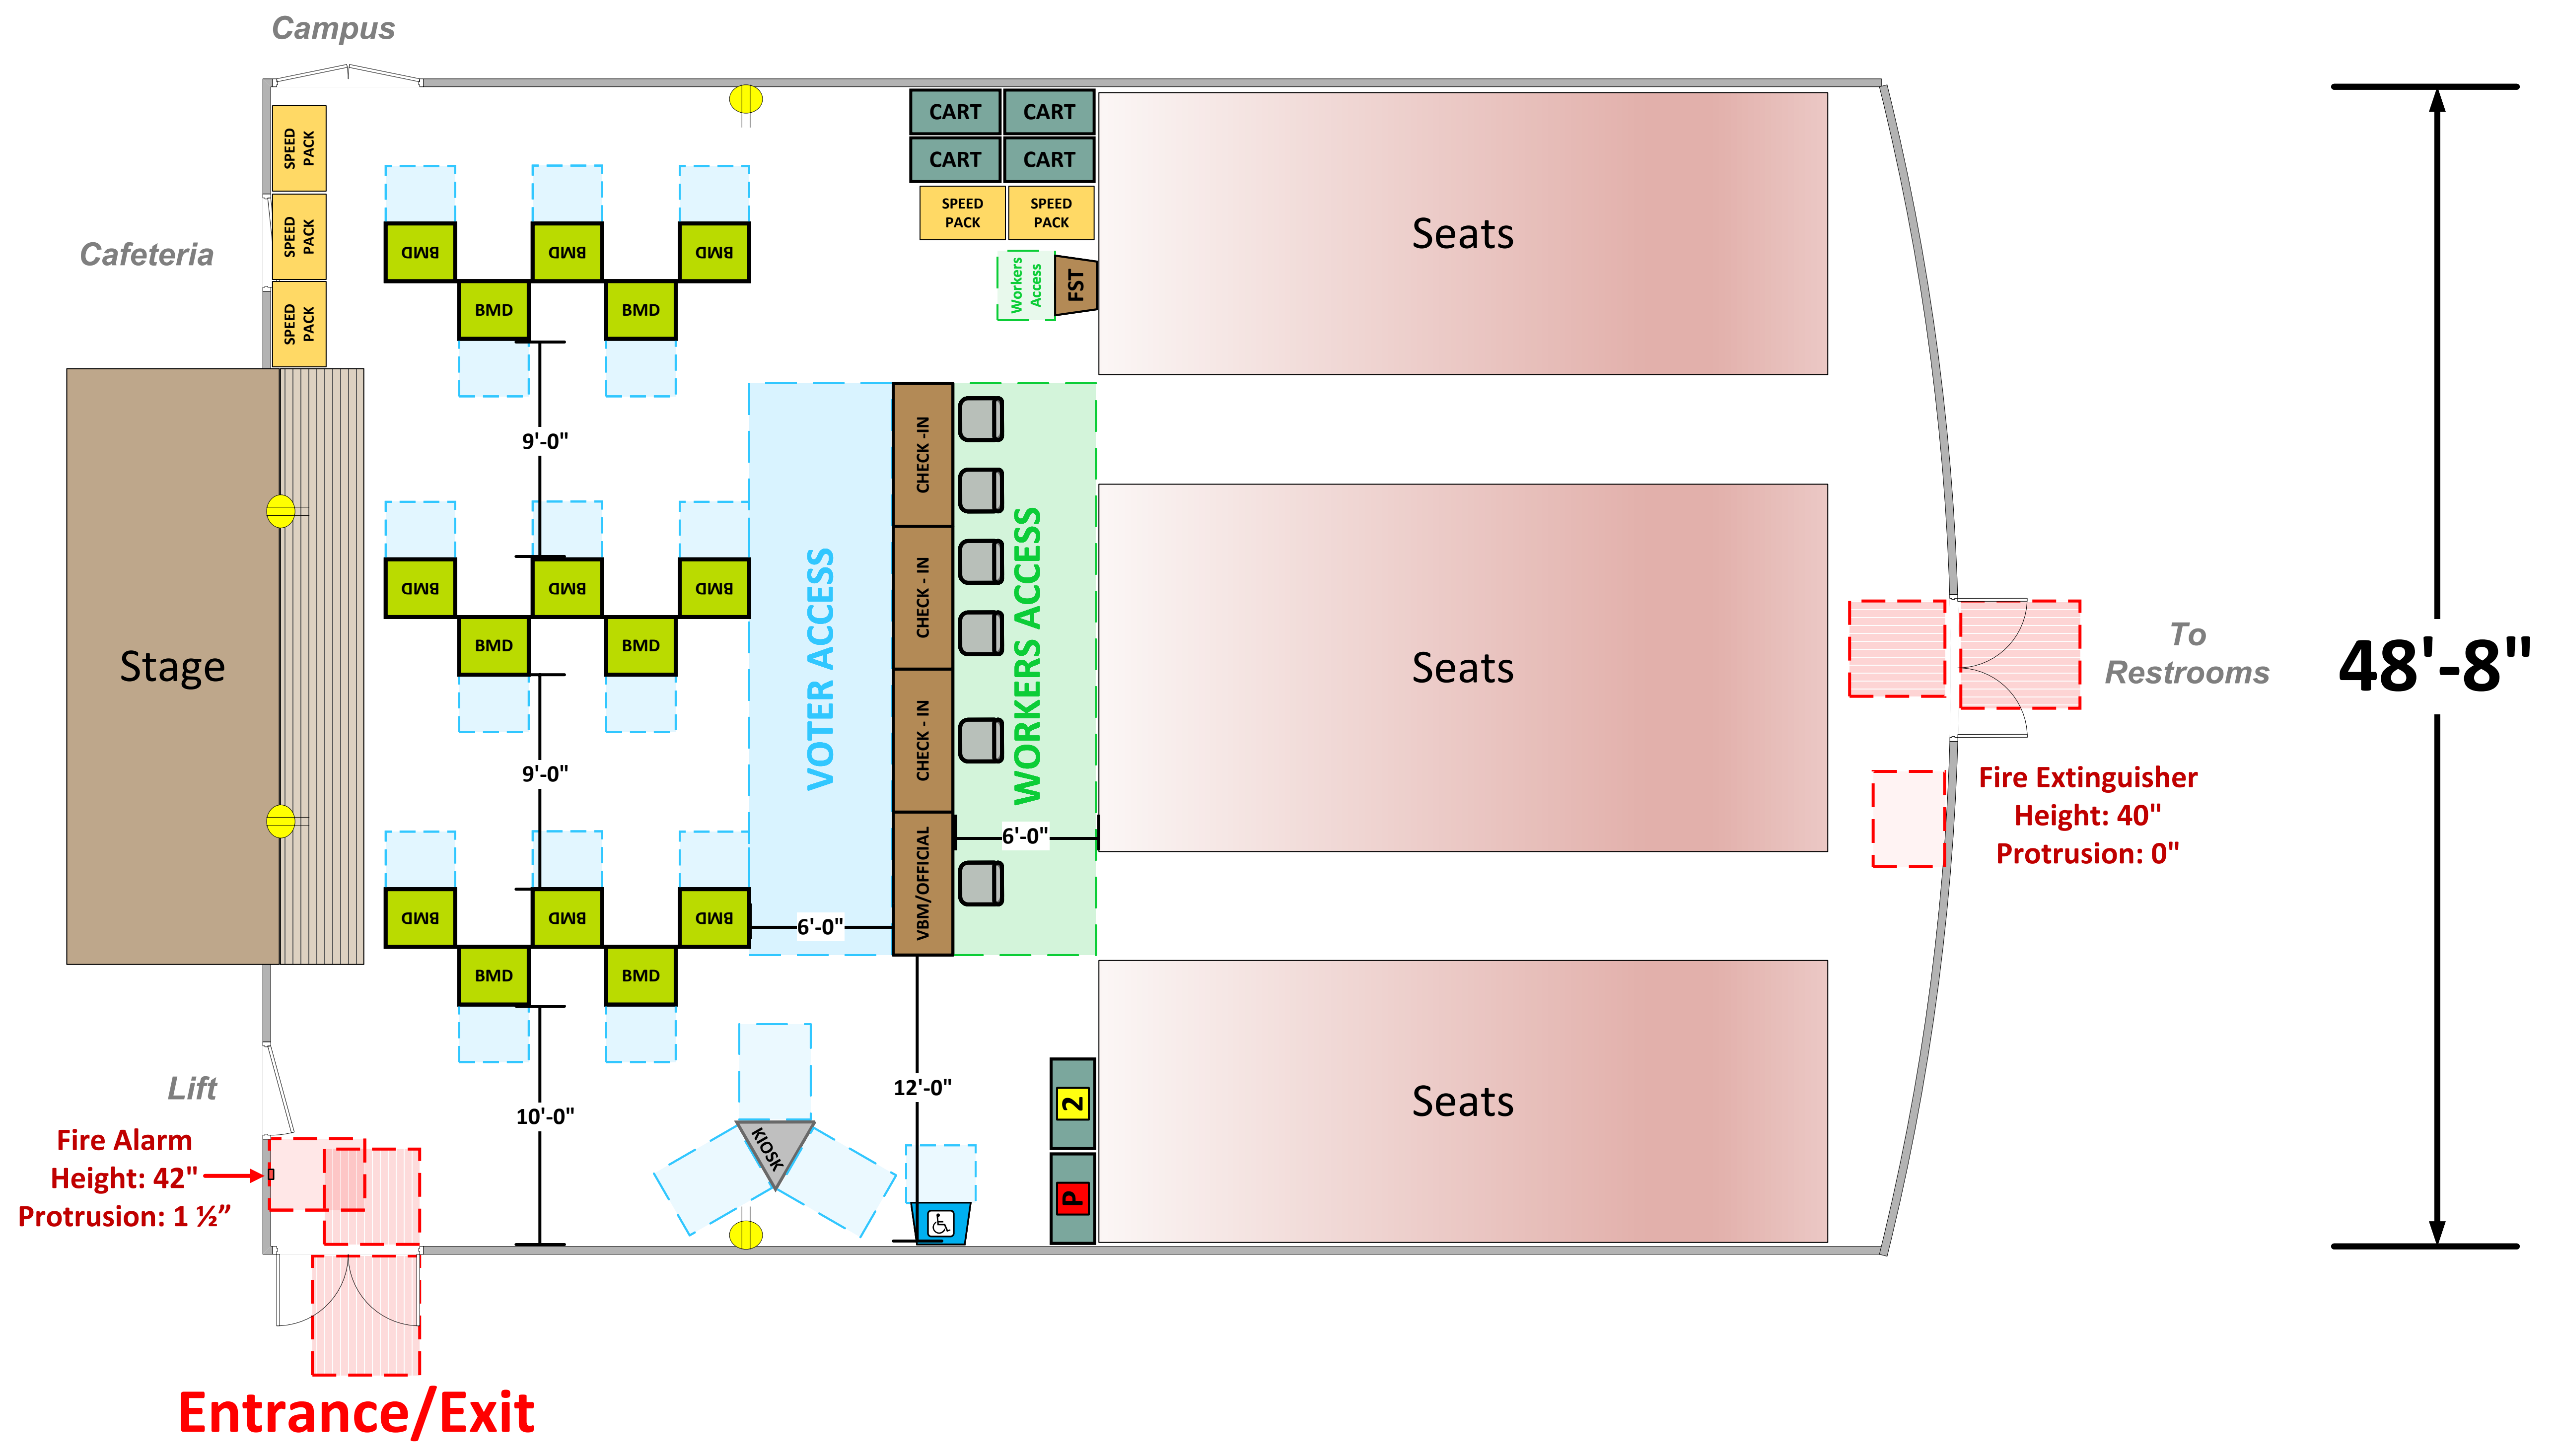 Campus
CART
CART
CART
CART
SPEED
PACK
SPEED
PACK
SPEED
PACK
SPEED
PACK
SPEED
PACK
Cafeteria
BMD
BMD
BMD
BMD
BMD
Workers
Access
FST
Seats
9'-0"
CHECK -IN
CHECK - IN
CHECK - IN
VBM/OFFICIAL
VOTER ACCESS
WORKERS ACCESS
BMD
BMD
BMD
BMD
BMD
Stage
Seats
To
Restrooms
48'-8"
9'-0"
Fire Extinguisher
Height: 40"
Protrusion: 0"
6'-0"
6'-0"
BMD
BMD
BMD
BMD
BMD
Lift
10'-0"
12'-0"
2
Seats
Fire Alarm
Height: 42"
Protrusion: 1 ½”
KIOSK
P
Entrance/Exit